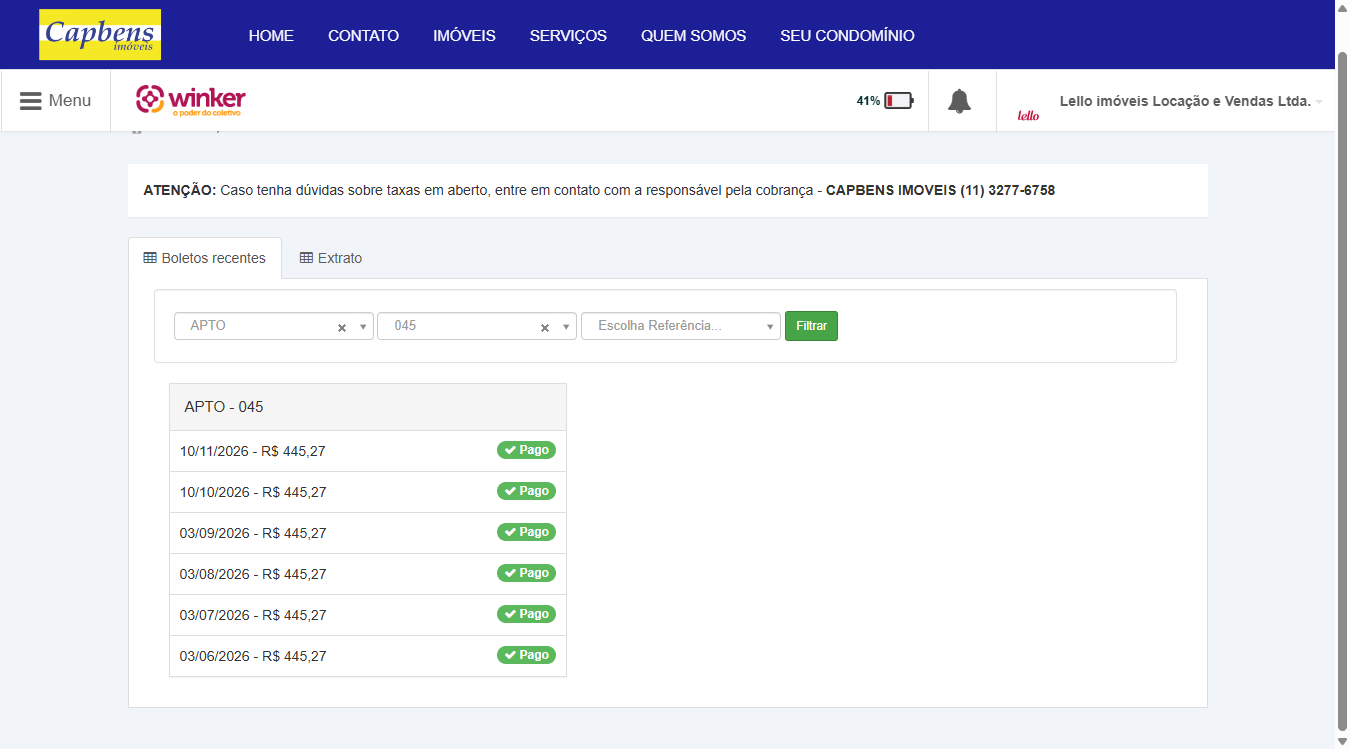 Capbens
imóveis
HOME CONTATO IMÓVEIS SERVIÇOS QUEM SOMOS SEU CONDOMÍNIO
Menu
winker
o poder do coletivo
41%
lello
Lello imóveis Locação e Vendas Ltda.
ATENÇÃO: Caso tenha dúvidas sobre taxas em aberto, entre em contato com a responsável pela cobrança - CAPBENS IMOVEIS (11) 3277-6758
Boletos recentes
Extrato
APTO
045
Escolha Referência...
Filtrar
APTO - 045
10/11/2026 - R$ 445,27 Pago
10/10/2026 - R$ 445,27 Pago
03/09/2026 - R$ 445,27 Pago
03/08/2026 - R$ 445,27 Pago
03/07/2026 - R$ 445,27 Pago
03/06/2026 - R$ 445,27 Pago